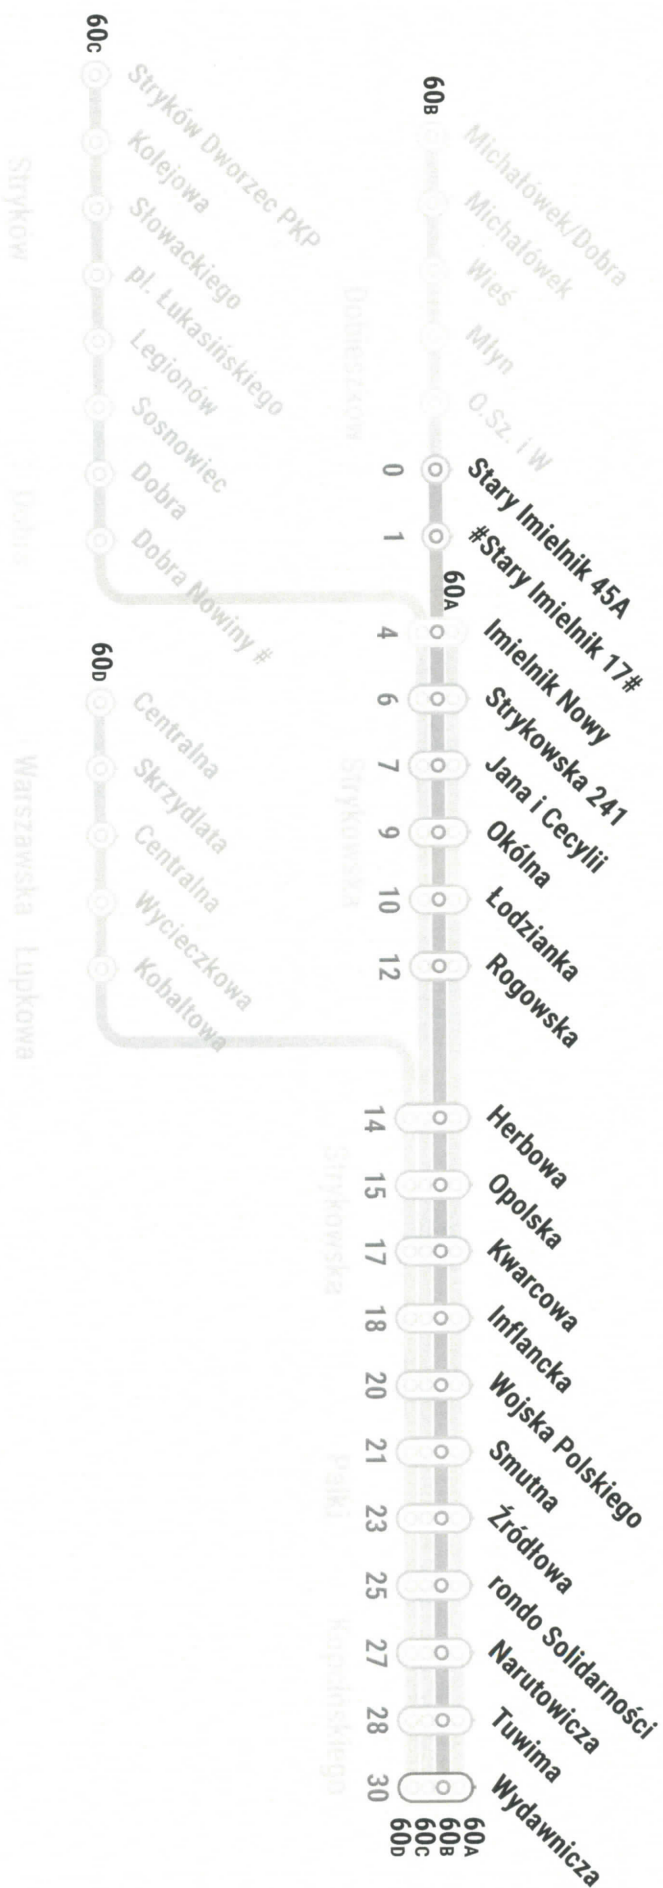 60C
Stryków Dworzec PKP
Kolejowa
Słowackiego
pl. Łukasińskiego
Legionów
Sosnowiec
Dobra
Dobra Nowiny #
Stryków
Dobra
60B
Michałówek/Dobra
Michałówek
Wieś
Młyn
O.Sz. i W
Dobieszków
0 Stary Imielnik 45A
1 #Stary Imielnik 17#
60A
4 Imielnik Nowy
6 Strykowska 241
7 Jana i Cecylii
9 Okólna
10 Łodzianka
12 Rogowska
Strykowska
60D
Centralna
Skrzydlata
Centralna
Wycieczkowa
Kobaltowa
Warszawska
Łupkowa
14 Herbowa
15 Opolska
17 Kwarcowa
18 Inflancka
20 Wojska Polskiego
21 Smutna
23 Źródłowa
25 rondo Solidarności
27 Narutowicza
28 Tuwima
30 Wydawnicza
Strykowska
Palki
Kopcińskiego
60A
60B
60C
60D